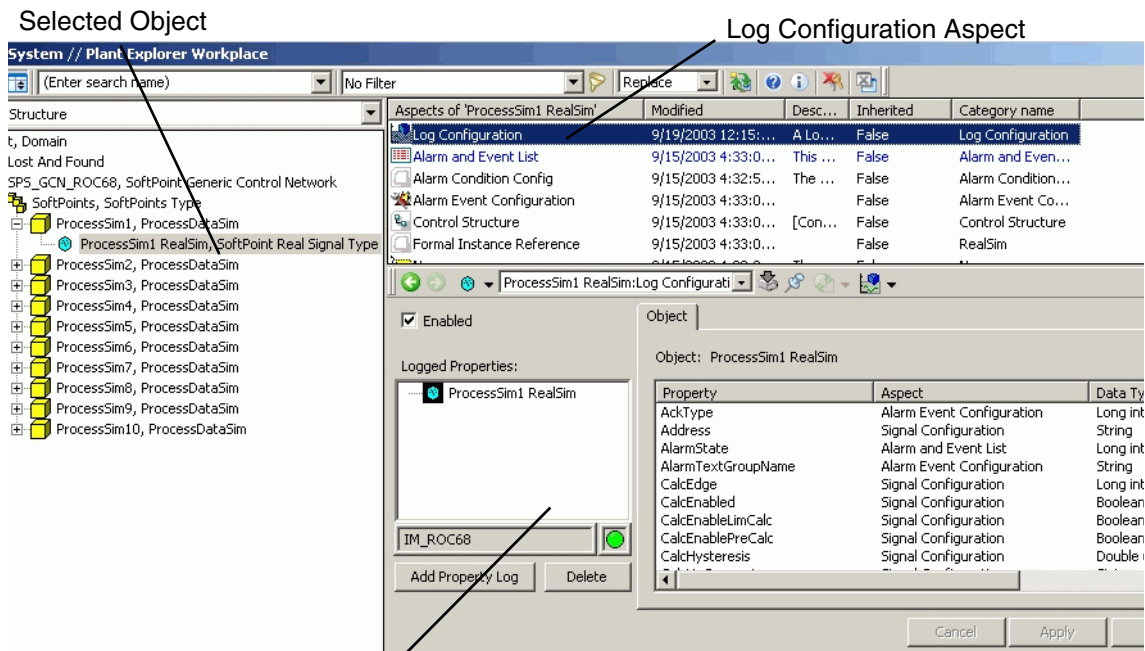 Selected Object
Log Configuration Aspect
System // Plant Explorer Workplace
(Enter search name) No Filter Replace
Structure
t, Domain
Lost And Found
SPS_GCN_ROC68, SoftPoint Generic Control Network
SoftPoints, SoftPoints Type
ProcessSim1, ProcessDataSim
ProcessSim1 RealSim, SoftPoint Real Signal Type
ProcessSim2, ProcessDataSim
ProcessSim3, ProcessDataSim
ProcessSim4, ProcessDataSim
ProcessSim5, ProcessDataSim
ProcessSim6, ProcessDataSim
ProcessSim7, ProcessDataSim
ProcessSim8, ProcessDataSim
ProcessSim9, ProcessDataSim
ProcessSim10, ProcessDataSim
Aspects of 'ProcessSim1 RealSim' Modified Desc... Inherited Category name
Log Configuration 9/19/2003 12:15:... A Lo... False Log Configuration
Alarm and Event List 9/15/2003 4:33:0... This ... False Alarm and Even...
Alarm Condition Config 9/15/2003 4:32:5... The ... False Alarm Condition...
Alarm Event Configuration 9/15/2003 4:33:0... False Alarm Event Co...
Control Structure 9/15/2003 4:33:0... [Con... False Control Structure
Formal Instance Reference 9/15/2003 4:33:0... False RealSim
ProcessSim1 RealSim:Log Configurati
Enabled
Logged Properties:
ProcessSim1 RealSim
IM_ROC68
Add Property Log Delete
Object
Object: ProcessSim1 RealSim
Property Aspect Data Ty
AckType Alarm Event Configuration Long int
Address Signal Configuration String
AlarmState Alarm and Event List Long int
AlarmTextGroupName Alarm Event Configuration String
CalcEdge Signal Configuration Long int
CalcEnabled Signal Configuration Boolean
CalcEnableLimCalc Signal Configuration Boolean
CalcEnablePreCalc Signal Configuration Boolean
CalcHysteresis Signal Configuration Double
Cancel Apply